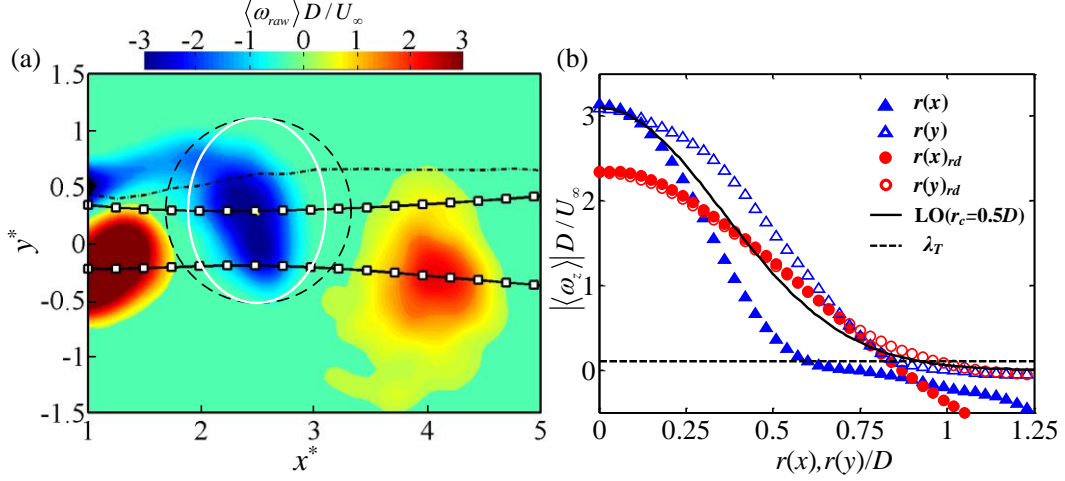 ⟨ω_raw⟩ D / U_∞
-3 -2 -1 0 1 2 3
(a)
1.5
1
0.5
0
-0.5
-1
-1.5
y*
1 2 3 4 5
x*
(b)
3
2
1
0
|⟨ω_z⟩| D / U_∞
r(x)
r(y)
r(x)_rd
r(y)_rd
LO(r_c=0.5D)
λ_T
0 0.25 0.5 0.75 1 1.25
r(x),r(y)/D